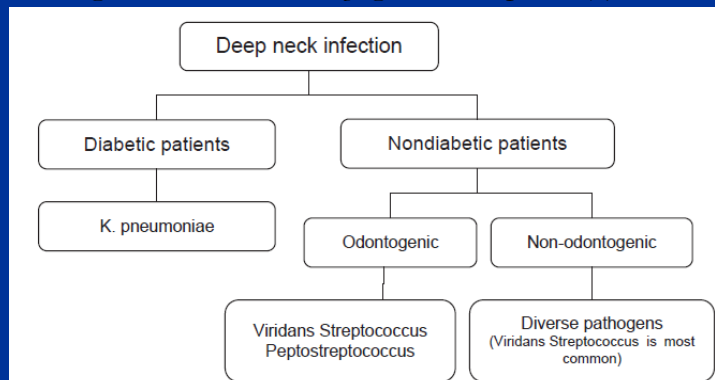 Deep neck infection
Diabetic patients
Nondiabetic patients
K. pneumoniae
Odontogenic
Non-odontogenic
Viridans Streptococcus
Peptostreptococcus
Diverse pathogens
(Viridans Streptococcus is most
common)